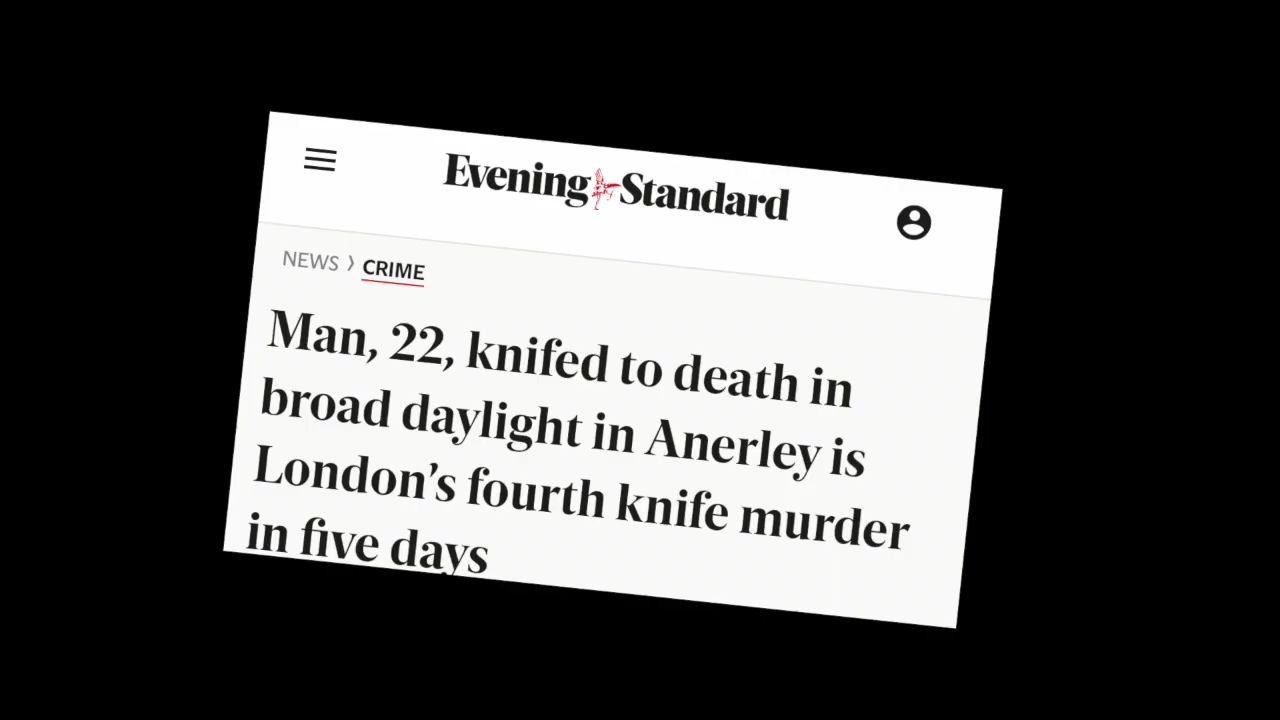 Evening Standard
NEWS > CRIME
Man, 22, knifed to death in
broad daylight in Anerley is
London’s fourth knife murder
in five days